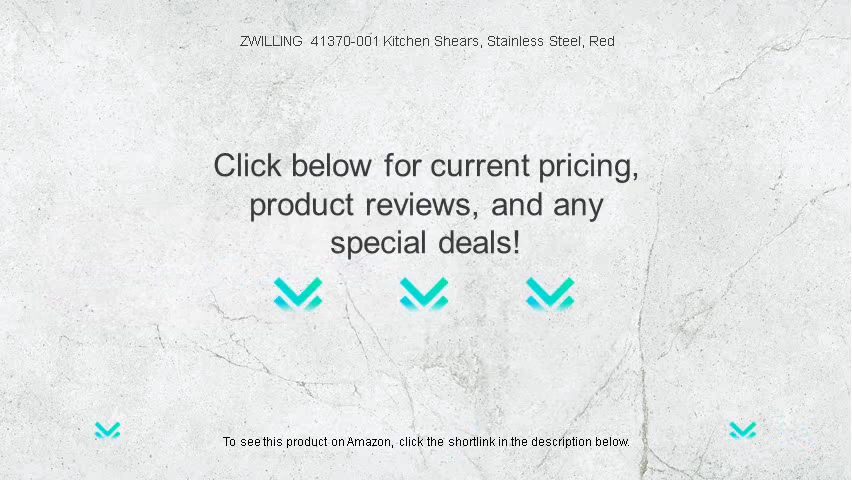 ZWILLING 41370-001 Kitchen Shears, Stainless Steel, Red
Click below for current pricing,
product reviews, and any
special deals!
To see this product on Amazon, click the shortlink in the description below.